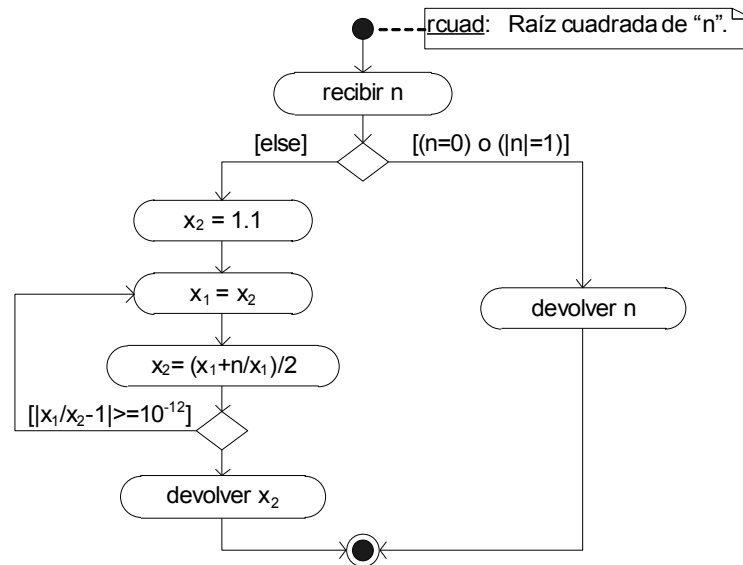 rcuad: Raíz cuadrada de “n”.
recibir n
[else]
[(n=0) o (|n|=1)]
x₂ = 1.1
x₁ = x₂
devolver n
x₂= (x₁+n/x₁)/2
[|x₁/x₂-1|>=10⁻¹²]
devolver x₂